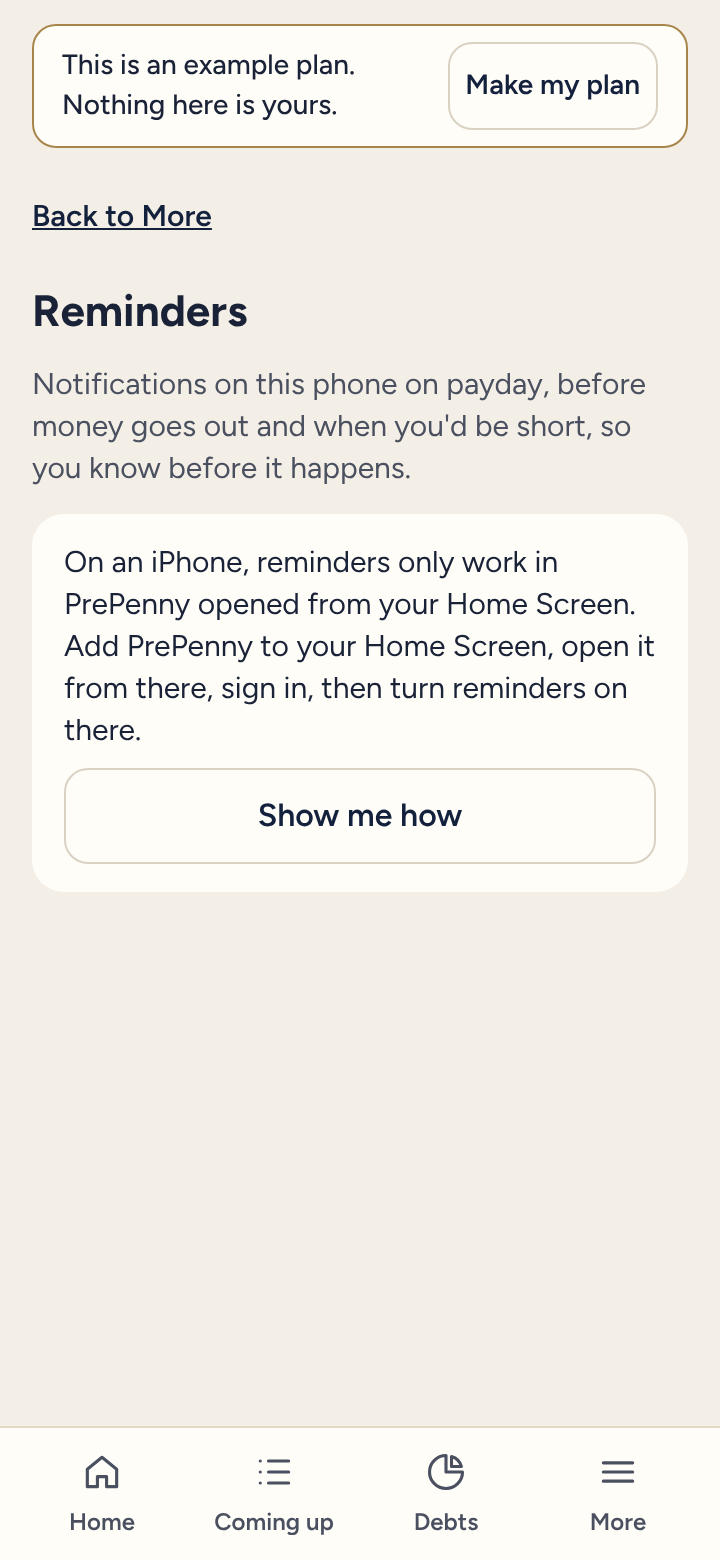 This is an example plan.
Nothing here is yours.
Make my plan
Back to More
Reminders
Notifications on this phone on payday, before
money goes out and when you'd be short, so
you know before it happens.
On an iPhone, reminders only work in
PrePenny opened from your Home Screen.
Add PrePenny to your Home Screen, open it
from there, sign in, then turn reminders on
there.
Show me how
Home
Coming up
Debts
More